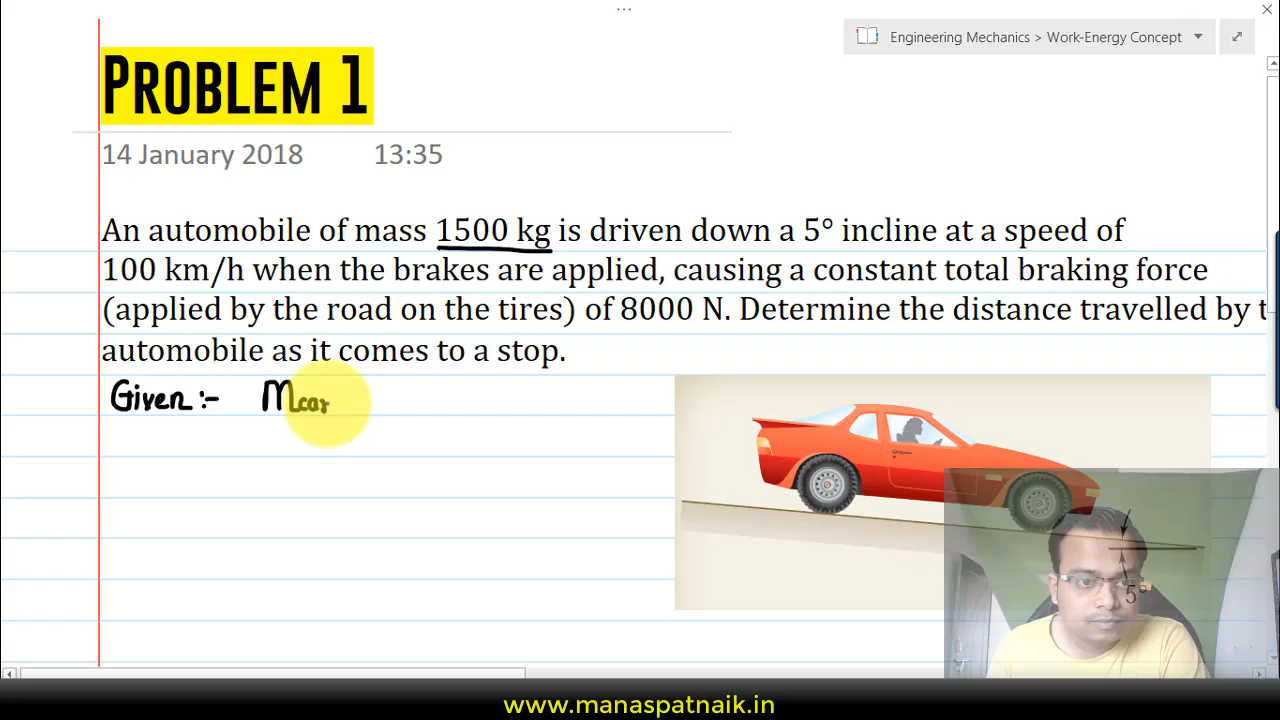 Engineering Mechanics > Work-Energy Concept
PROBLEM 1
14 January 2018 13:35
An automobile of mass 1500 kg is driven down a 5° incline at a speed of
100 km/h when the brakes are applied, causing a constant total braking force
(applied by the road on the tires) of 8000 N. Determine the distance travelled by t
automobile as it comes to a stop.
Given :- Mcar
5°
www.manaspatnaik.in